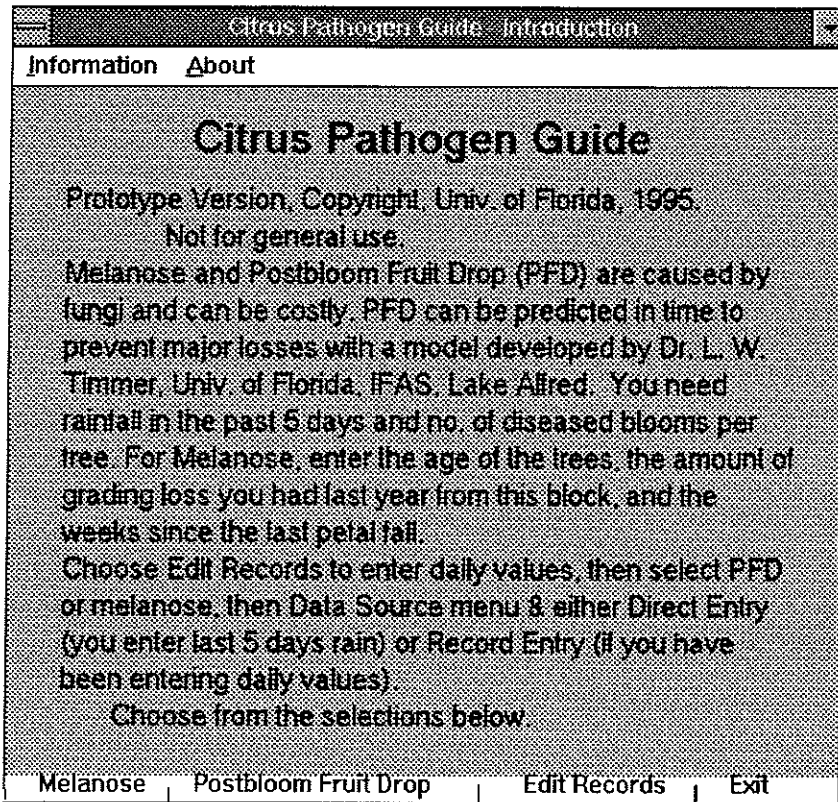 Citrus Pathogen Guide - Introduction
Information About
Citrus Pathogen Guide
Prototype Version, Copyright, Univ. of Florida, 1995.
Not for general use.
Melanose and Postbloom Fruit Drop (PFD) are caused by
fungi and can be costly. PFD can be predicted in time to
prevent major losses with a model developed by Dr. L. W.
Timmer, Univ. of Florida, IFAS, Lake Alfred. You need
rainfall in the past 5 days and no. of diseased blooms per
tree. For Melanose, enter the age of the trees, the amount of
grading loss you had last year from this block, and the
weeks since the last petal fall.
Choose Edit Records to enter daily values, then select PFD
or melanose, then Data Source menu & either Direct Entry
(you enter last 5 days rain) or Record Entry (if you have
been entering daily values).
Choose from the selections below.
Melanose Postbloom Fruit Drop Edit Records Exit